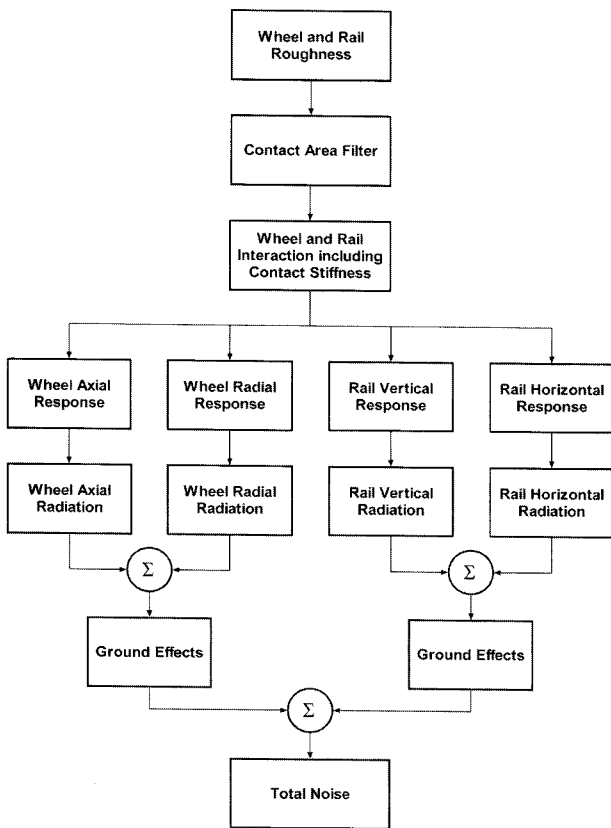 Wheel and Rail
Roughness
Contact Area Filter
Wheel and Rail
Interaction including
Contact Stiffness
Wheel Axial
Response
Wheel Radial
Response
Rail Vertical
Response
Rail Horizontal
Response
Wheel Axial
Radiation
Wheel Radial
Radiation
Rail Vertical
Radiation
Rail Horizontal
Radiation
Σ
Σ
Ground Effects
Ground Effects
Σ
Total Noise